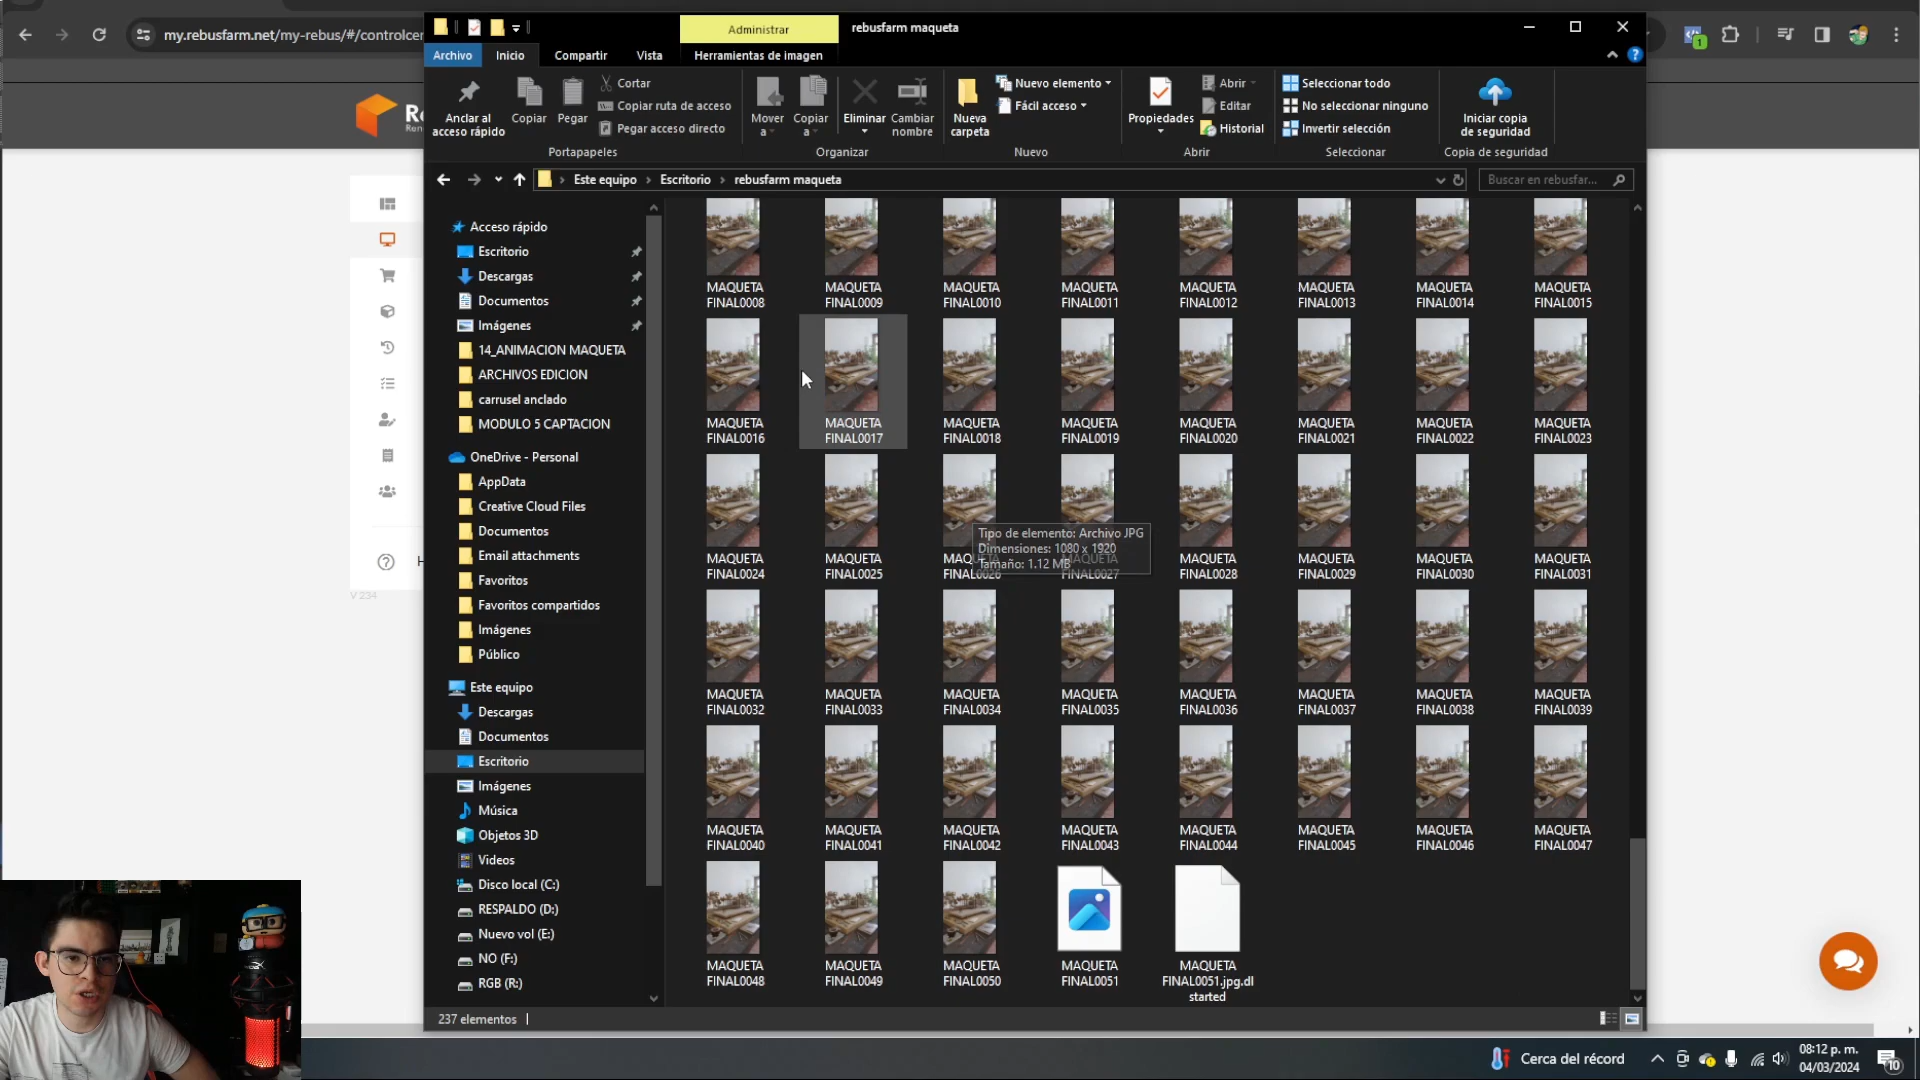 my.rebusfarm.net/my-rebus/#/controlcen
1
Administrar
rebusfarm maqueta
Archivo
Inicio
Compartir
Vista
Herramientas de imagen
Anclar al
acceso rápido
Copiar
Pegar
Cortar
Copiar ruta de acceso
Pegar acceso directo
Portapapeles
Mover
a
Copiar
a
Eliminar
Cambiar
nombre
Organizar
Nueva
carpeta
Nuevo elemento
Fácil acceso
Nuevo
Propiedades
Abrir
Editar
Historial
Abrir
Seleccionar todo
No seleccionar ninguno
Invertir selección
Seleccionar
Iniciar copia
de seguridad
Copia de seguridad
Este equipo
Escritorio
rebusfarm maqueta
Buscar en rebusfar...
V 234
Acceso rápido
Escritorio
Descargas
Documentos
Imágenes
14_ANIMACION MAQUETA
ARCHIVOS EDICION
carrusel anclado
MODULO 5 CAPTACION
OneDrive - Personal
AppData
Creative Cloud Files
Documentos
Email attachments
Favoritos
Favoritos compartidos
Imágenes
Público
Este equipo
Descargas
Documentos
Escritorio
Imágenes
Música
Objetos 3D
Videos
Disco local (C:)
RESPALDO (D:)
Nuevo vol (E:)
NO (F:)
RGB (R:)
MAQUETA FINAL0008
MAQUETA FINAL0009
MAQUETA FINAL0010
MAQUETA FINAL0011
MAQUETA FINAL0012
MAQUETA FINAL0013
MAQUETA FINAL0014
MAQUETA FINAL0015
MAQUETA FINAL0016
MAQUETA FINAL0017
MAQUETA FINAL0018
MAQUETA FINAL0019
MAQUETA FINAL0020
MAQUETA FINAL0021
MAQUETA FINAL0022
MAQUETA FINAL0023
Tipo de elemento: Archivo JPG
Dimensiones: 1080 x 1920
Tamaño: 1.12 MB
MAQUETA FINAL0024
MAQUETA FINAL0025
MAQUETA FINAL0026
MAQUETA FINAL0027
MAQUETA FINAL0028
MAQUETA FINAL0029
MAQUETA FINAL0030
MAQUETA FINAL0031
MAQUETA FINAL0032
MAQUETA FINAL0033
MAQUETA FINAL0034
MAQUETA FINAL0035
MAQUETA FINAL0036
MAQUETA FINAL0037
MAQUETA FINAL0038
MAQUETA FINAL0039
MAQUETA FINAL0040
MAQUETA FINAL0041
MAQUETA FINAL0042
MAQUETA FINAL0043
MAQUETA FINAL0044
MAQUETA FINAL0045
MAQUETA FINAL0046
MAQUETA FINAL0047
MAQUETA FINAL0048
MAQUETA FINAL0049
MAQUETA FINAL0050
MAQUETA FINAL0051
MAQUETA FINAL0051.jpg.dl started
237 elementos
Cerca del récord
08:12 p. m.
04/03/2024
10